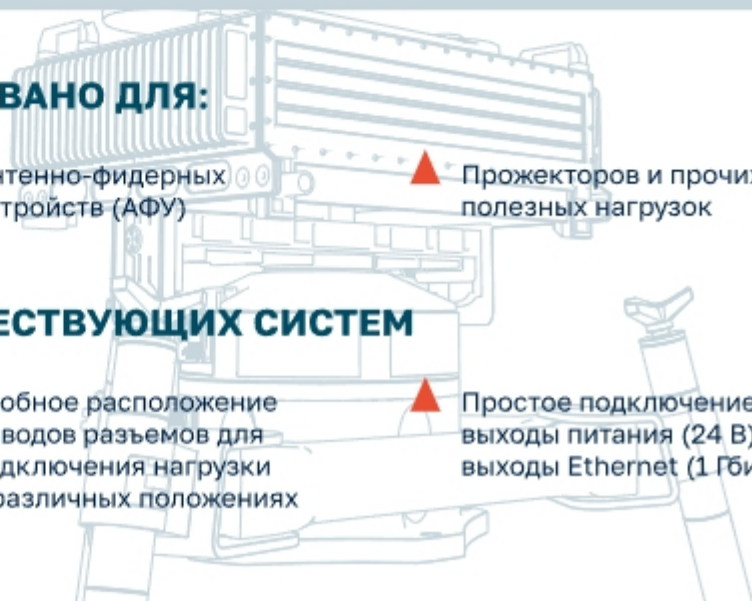 ВАНО ДЛЯ:
нтенно-фидерных
тройств (АФУ)
Прожекторов и прочих
полезных нагрузок
ЕСТВУЮЩИХ СИСТЕМ
обное расположение
водов разъемов для
дключения нагрузки
различных положениях
Простое подключение
выходы питания (24 В)
выходы Ethernet (1 Гби